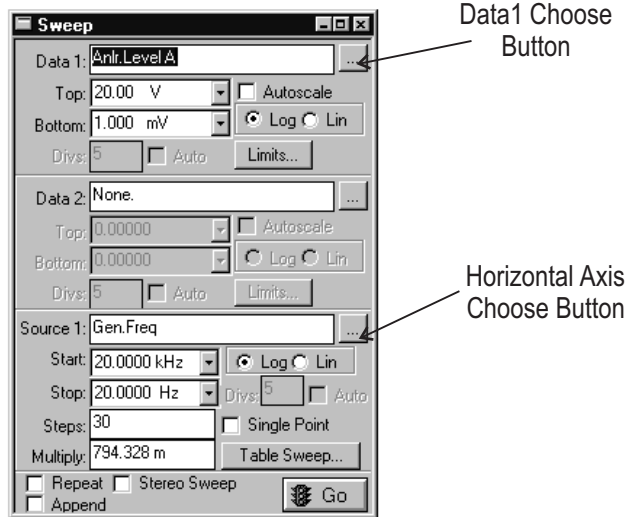 Sweep
Data1 Choose
Button
Data 1: Anlr.Level A ...
Top: 20.00 V Autoscale
Bottom: 1.000 mV Log Lin
Divs: 5 Auto Limits...
Data 2: None. ...
Top: 0.00000 Autoscale
Bottom: 0.00000 Log Lin
Divs: 5 Auto Limits...
Horizontal Axis
Choose Button
Source 1: Gen.Freq ...
Start: 20.0000 kHz Log Lin
Stop: 20.0000 Hz Divs: 5 Auto
Steps: 30 Single Point
Multiply: 794.328 m Table Sweep...
Repeat Stereo Sweep
Append Go